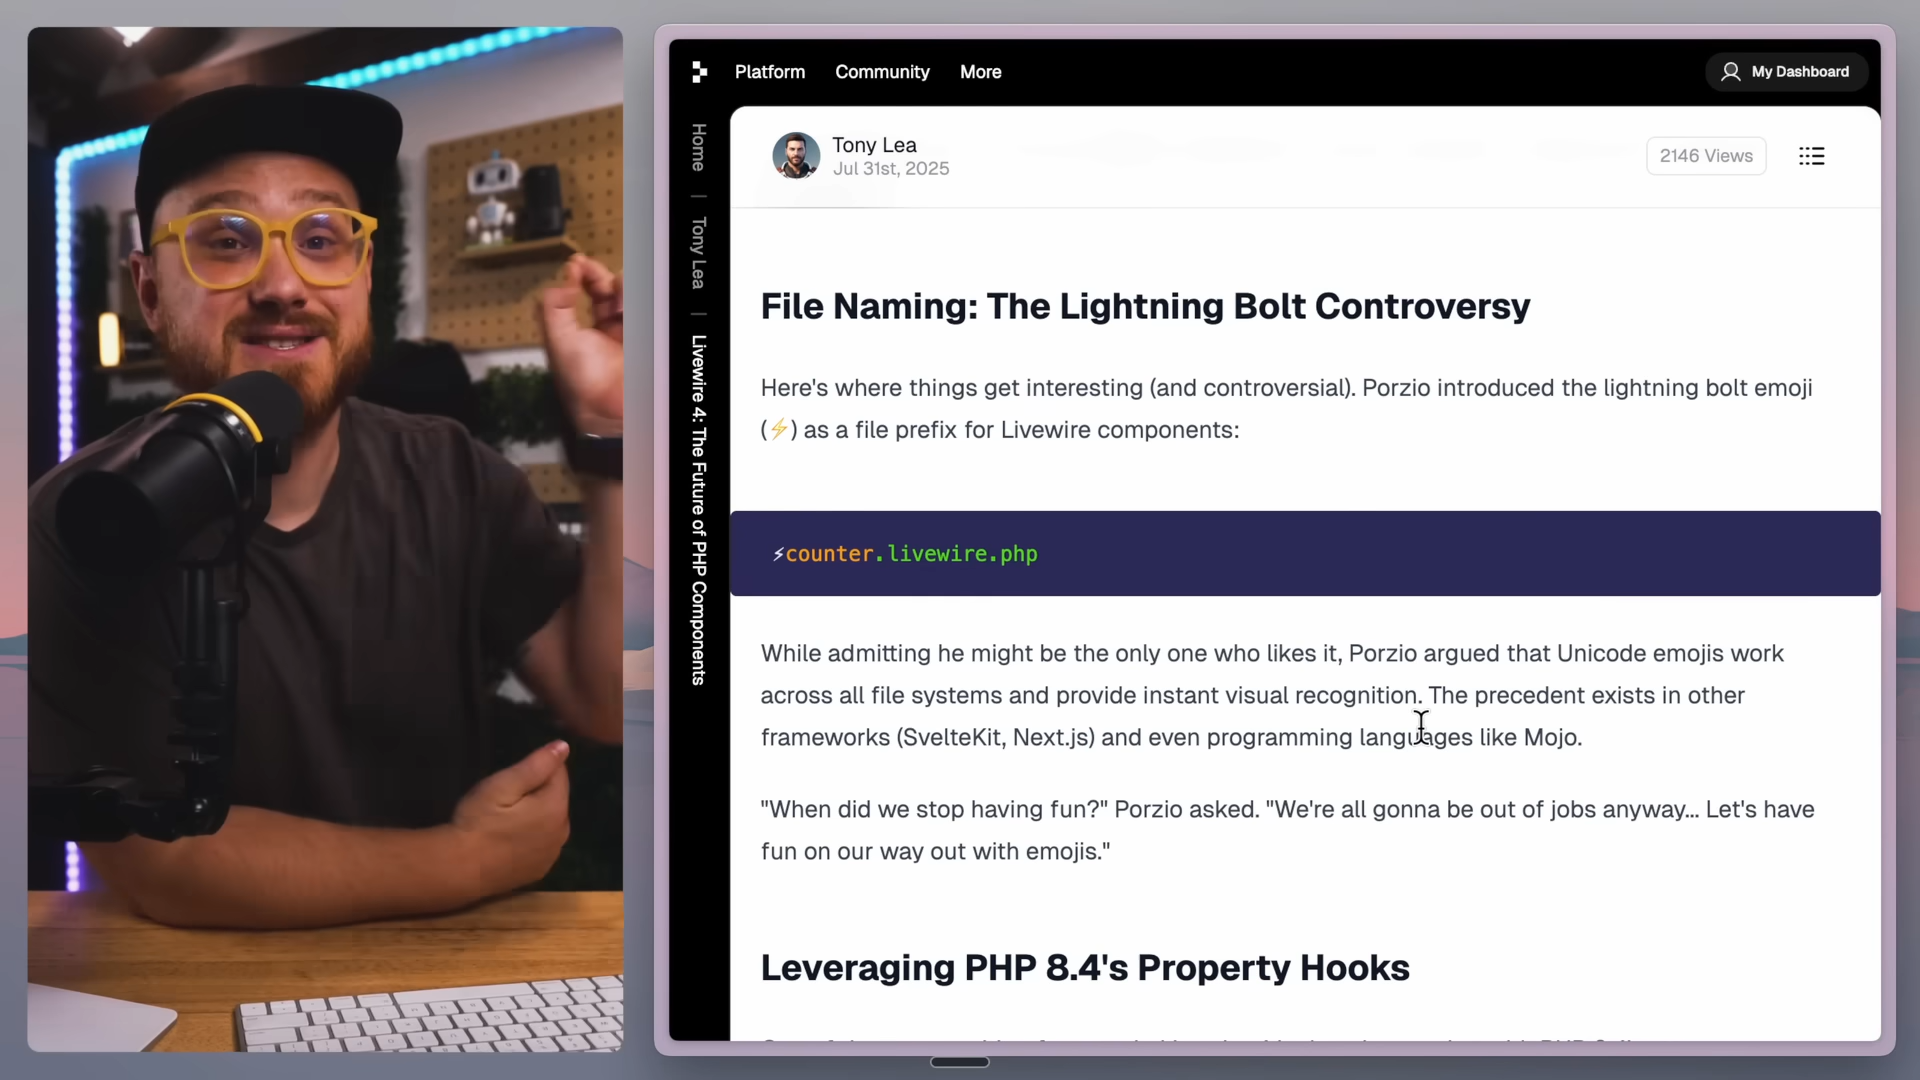 Platform Community More My Dashboard
Home | Tony Lea | Livewire 4: The Future of PHP Components
Tony Lea
Jul 31st, 2025
2146 Views
File Naming: The Lightning Bolt Controversy
Here's where things get interesting (and controversial). Porzio introduced the lightning bolt emoji
(⚡) as a file prefix for Livewire components:
⚡counter.livewire.php
While admitting he might be the only one who likes it, Porzio argued that Unicode emojis work
across all file systems and provide instant visual recognition. The precedent exists in other
frameworks (SvelteKit, Next.js) and even programming languages like Mojo.
"When did we stop having fun?" Porzio asked. "We're all gonna be out of jobs anyway... Let's have
fun on our way out with emojis."
Leveraging PHP 8.4's Property Hooks